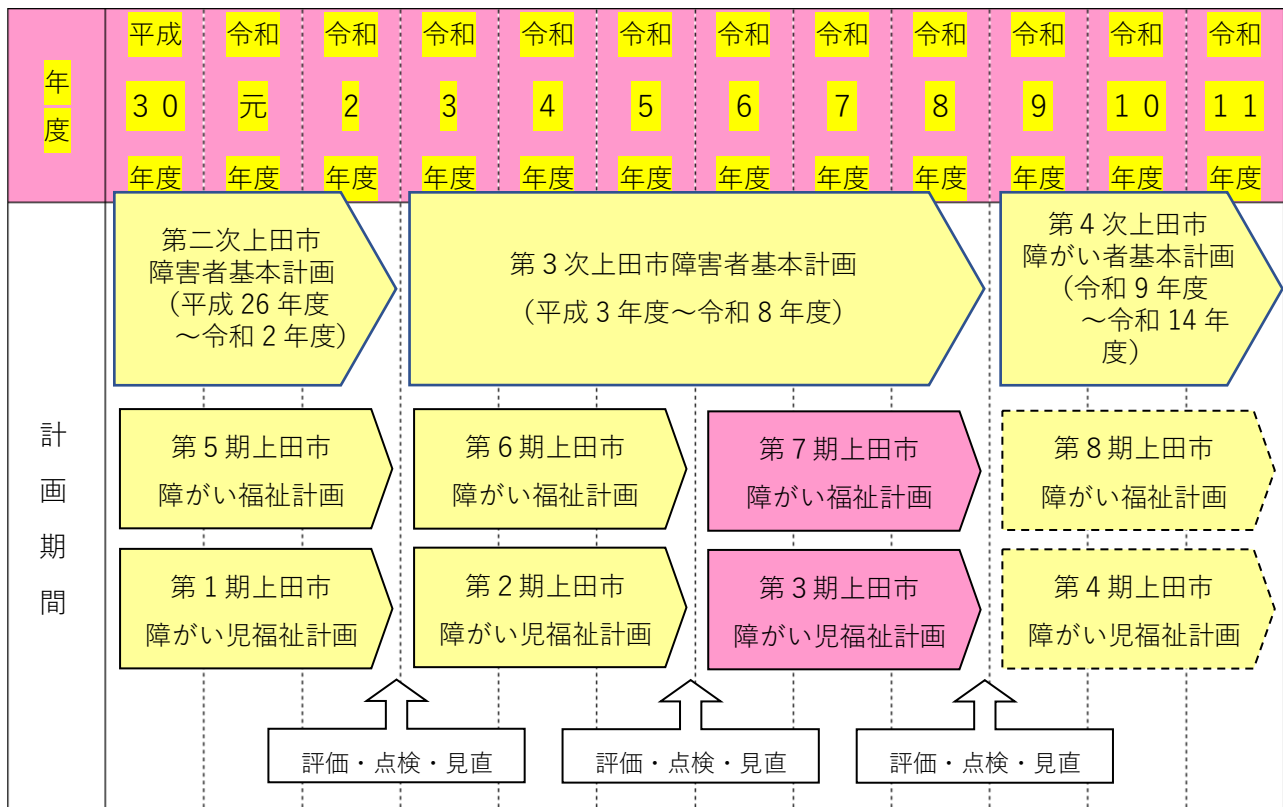 年度
平成30年度
令和元年度
令和2年度
令和3年度
令和4年度
令和5年度
令和6年度
令和7年度
令和8年度
令和9年度
令和10年度
令和11年度
計画期間
第二次上田市
障害者基本計画
(平成26年度
~令和2年度)
第3次上田市障害者基本計画
(平成3年度~令和8年度)
第4次上田市
障がい者基本計画
(令和9年度
~令和14年
度)
第5期上田市
障がい福祉計画
第6期上田市
障がい福祉計画
第7期上田市
障がい福祉計画
第8期上田市
障がい福祉計画
第1期上田市
障がい児福祉計画
第2期上田市
障がい児福祉計画
第3期上田市
障がい児福祉計画
第4期上田市
障がい児福祉計画
評価・点検・見直
評価・点検・見直
評価・点検・見直